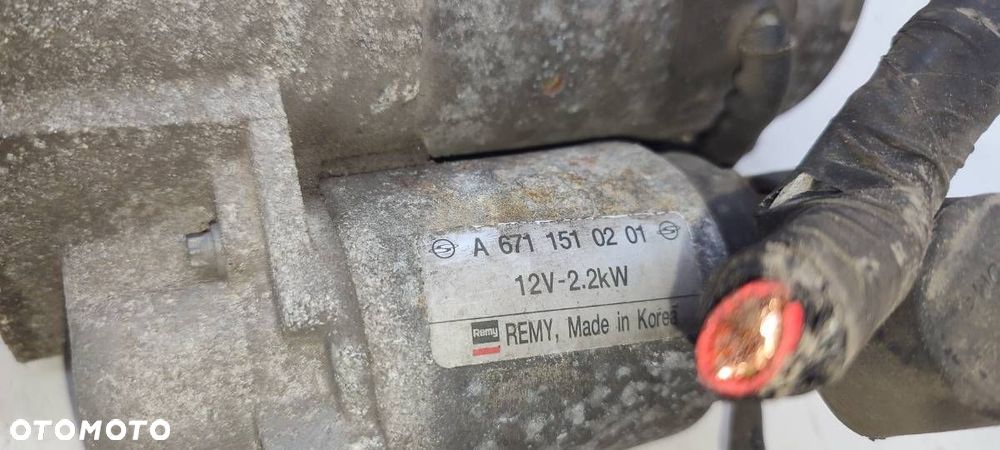 A 671 151 02 01
12V-2.2kW
Remy REMY, Made in Korea
OTOMOTO